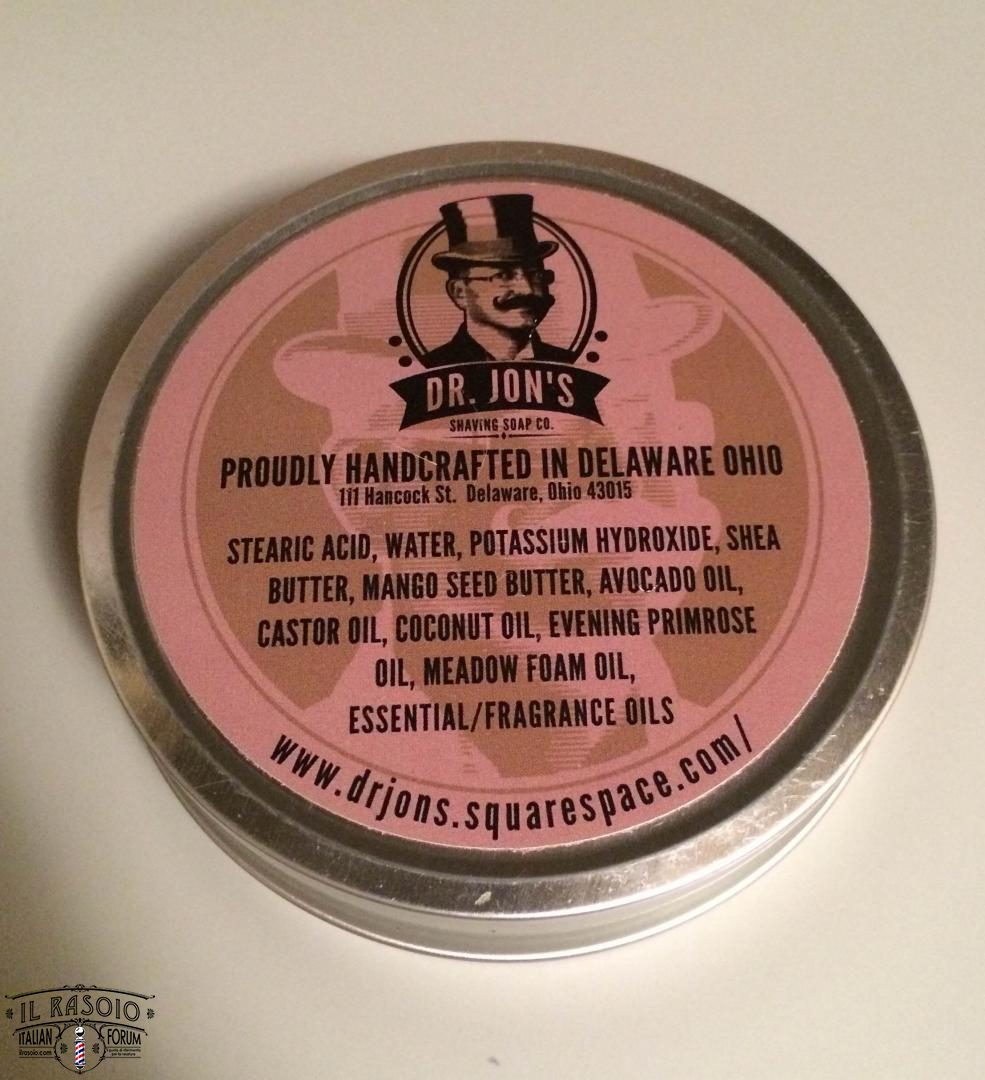 DR. JON'S
SHAVING SOAP CO.
PROUDLY HANDCRAFTED IN DELAWARE OHIO
111 Hancock St. Delaware, Ohio 43015
STEARIC ACID, WATER, POTASSIUM HYDROXIDE, SHEA
BUTTER, MANGO SEED BUTTER, AVOCADO OIL,
CASTOR OIL, COCONUT OIL, EVENING PRIMROSE
OIL, MEADOW FOAM OIL,
ESSENTIAL/FRAGRANCE OILS
www.drjons.squarespace.com/
IL RASOIO
ITALIAN FORUM
ilrasoio.com